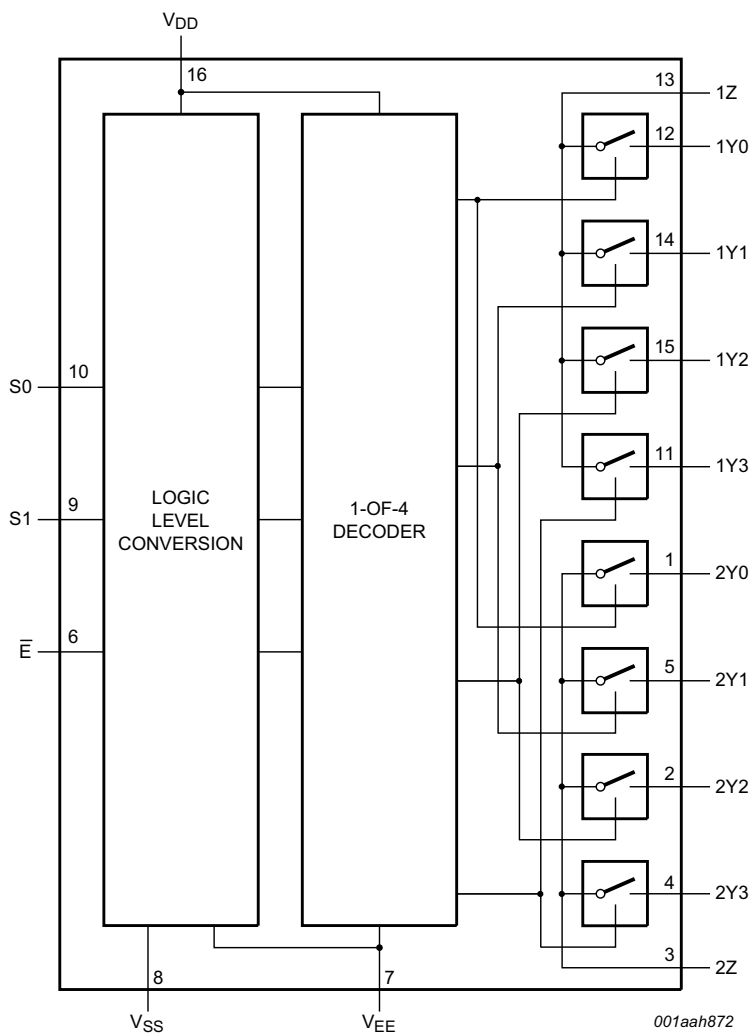 VDD
16
13 1Z
12 1Y0
14 1Y1
15 1Y2
10
S0
11 1Y3
9
S1
LOGIC
LEVEL
CONVERSION
1-OF-4
DECODER
1 2Y0
6
E̅
5 2Y1
2 2Y2
4 2Y3
3 2Z
8
7
VSS
VEE
001aah872